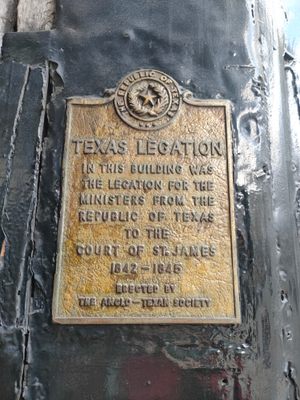 THE REPUBLIC OF TEXAS
TEXAS LEGATION
IN THIS BUILDING WAS
THE LEGATION FOR THE
MINISTERS FROM THE
REPUBLIC OF TEXAS
TO THE
COURT OF ST. JAMES
1842 - 1845
ERECTED BY
THE ANGLO - TEXAN SOCIETY